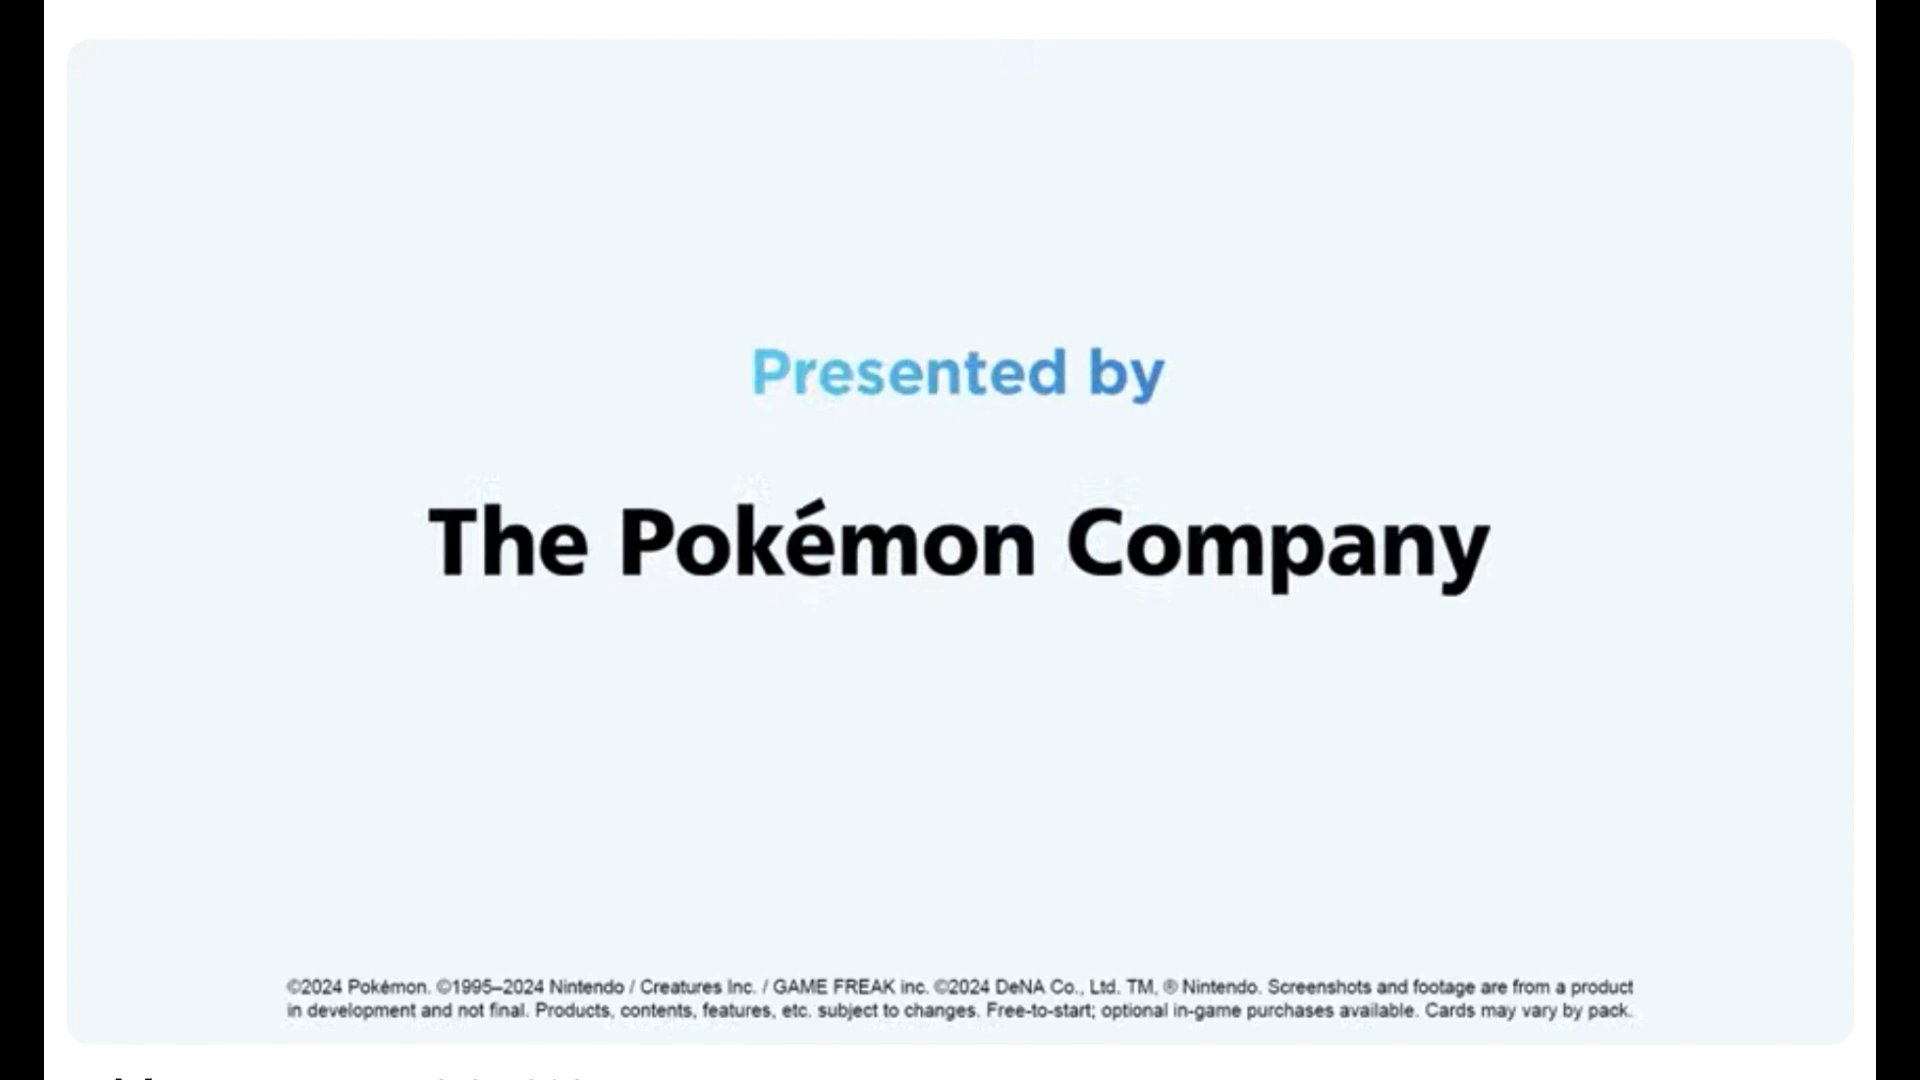 Presented by
The Pokémon Company
©2024 Pokémon. ©1995–2024 Nintendo / Creatures Inc. / GAME FREAK inc. ©2024 DeNA Co., Ltd. TM, ® Nintendo. Screenshots and footage are from a product
in development and not final. Products, contents, features, etc. subject to changes. Free-to-start; optional in-game purchases available. Cards may vary by pack.